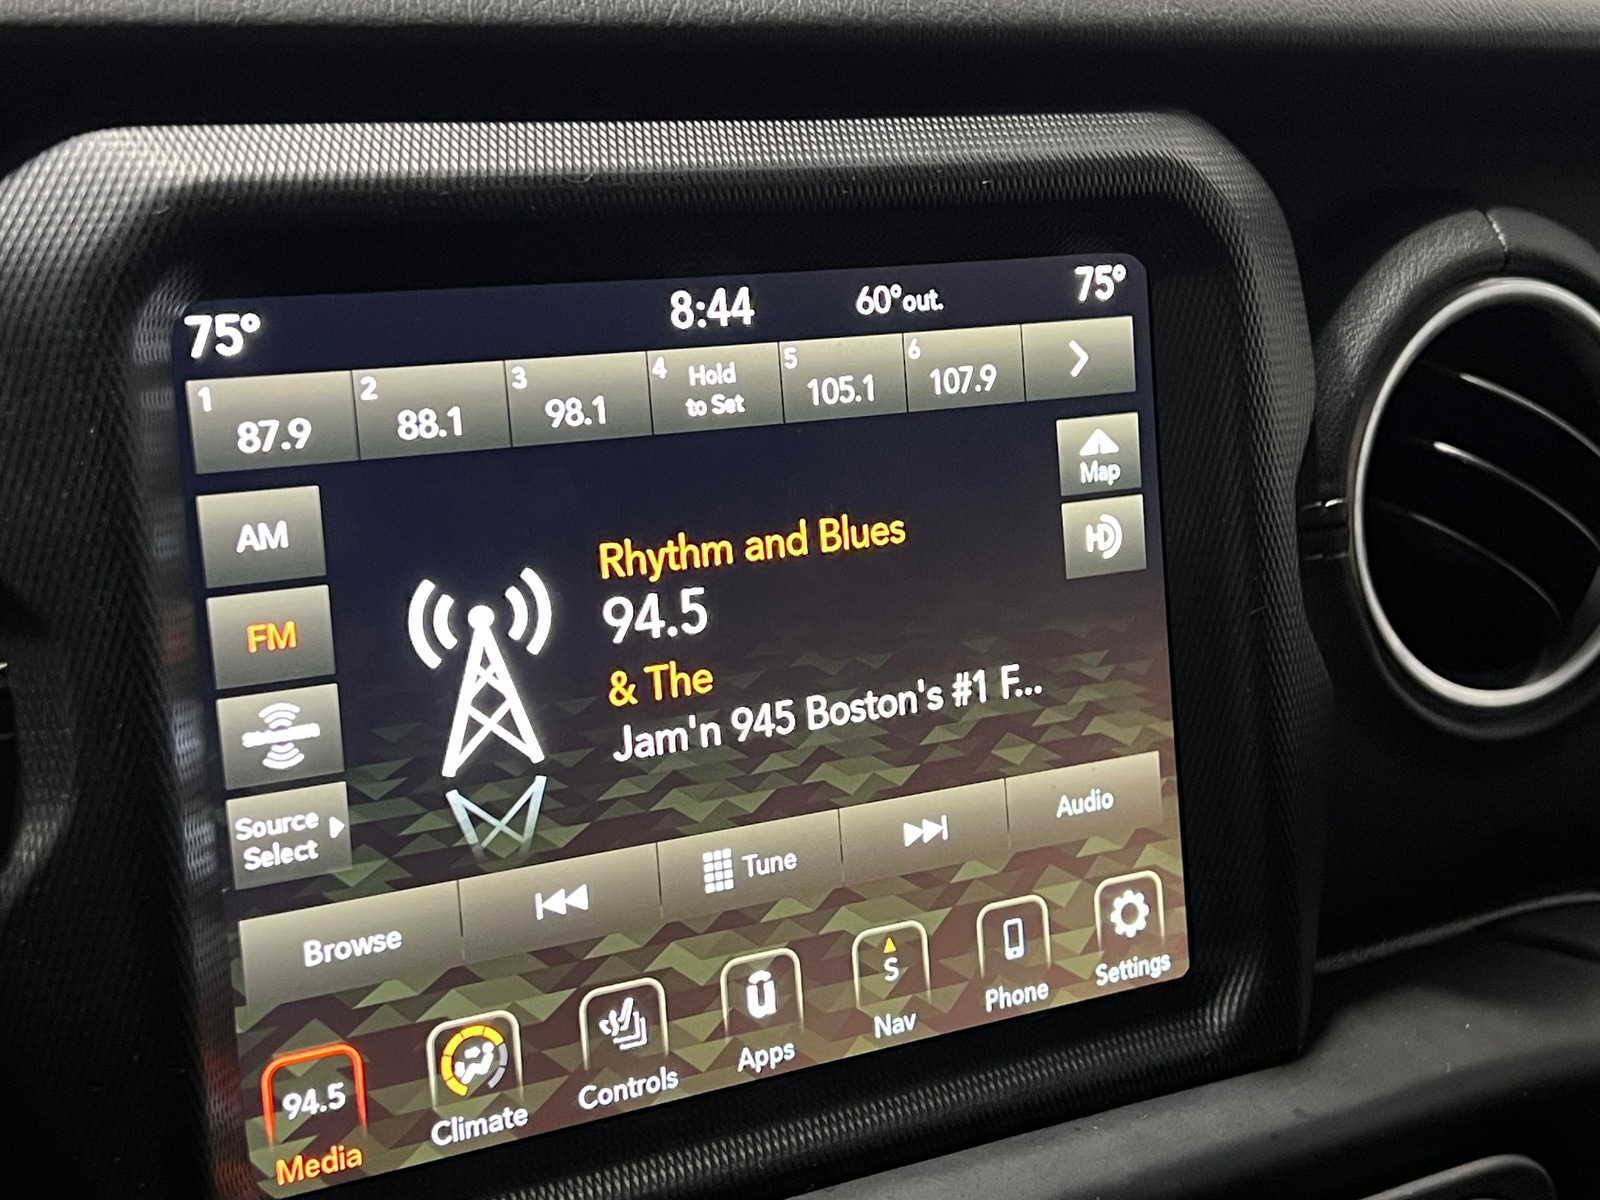 75° 8:44 60°out. 75°
1 87.9 2 88.1 3 98.1 4 Hold to Set 5 105.1 6 107.9
Map
HD
AM
FM
Source
Select
Rhythm and Blues
94.5
& The
Jam'n 945 Boston's #1 F...
Browse Tune Audio
94.5 S
Media Climate Controls Apps Nav Phone Settings